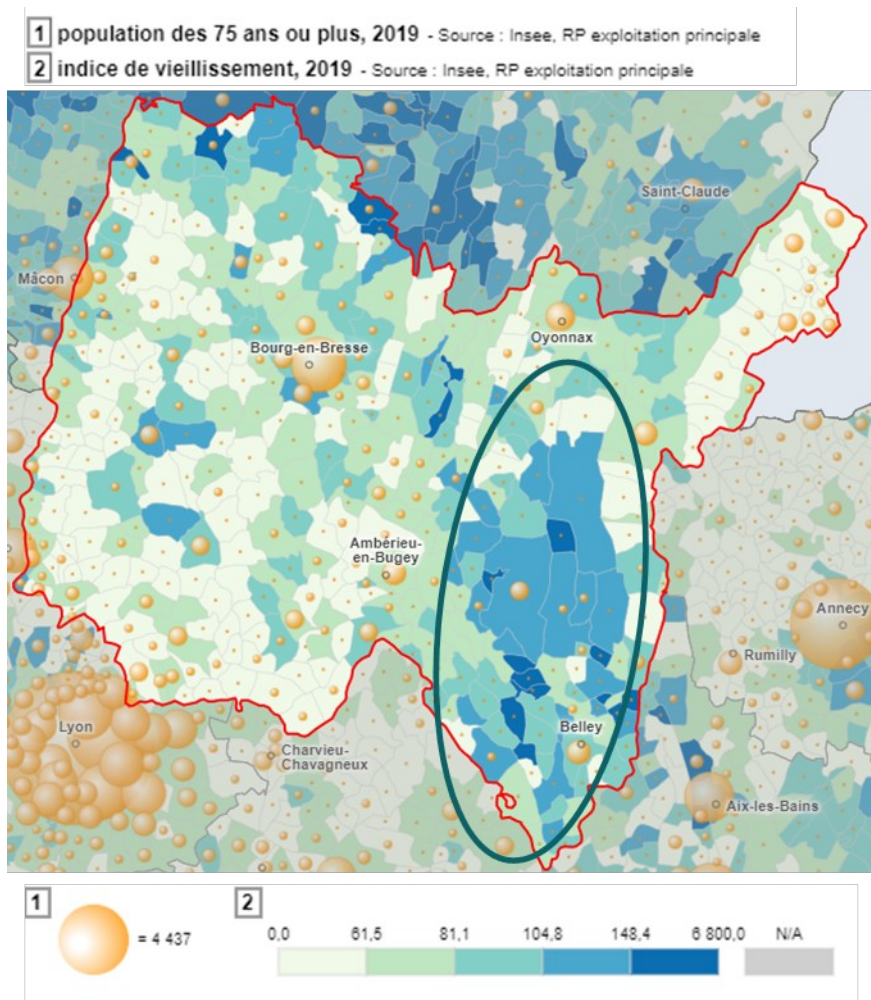 1 population des 75 ans ou plus, 2019 - Source : Insee, RP exploitation principale
2 indice de vieillissement, 2019 - Source : Insee, RP exploitation principale
Saint-Claude
Mâcon
Oyonnax
Bourg-en-Bresse
Ambérieu-
en-Bugey
Annecy
Rumilly
Lyon
Belley
Charvieu-
Chavagneux
Aix-les-Bains
1 2
= 4 437
0,0 61,5 81,1 104,8 148,4 6 800,0 N/A